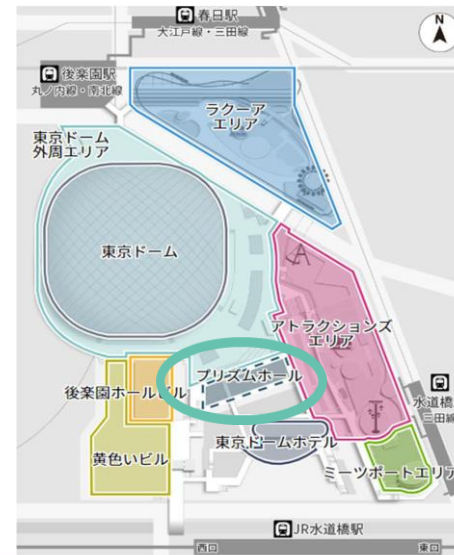 春日駅
大江戸線・三田線
N
後楽園駅
丸ノ内線・南北線
ラクーア
エリア
東京ドーム
外周エリア
東京ドーム
アトラクションズ
エリア
プリズムホール
後楽園ホールビル
水道橋
三田線
東京ドームホテル
黄色いビル
ミーツポートエリア
JR水道橋駅
西口
東口